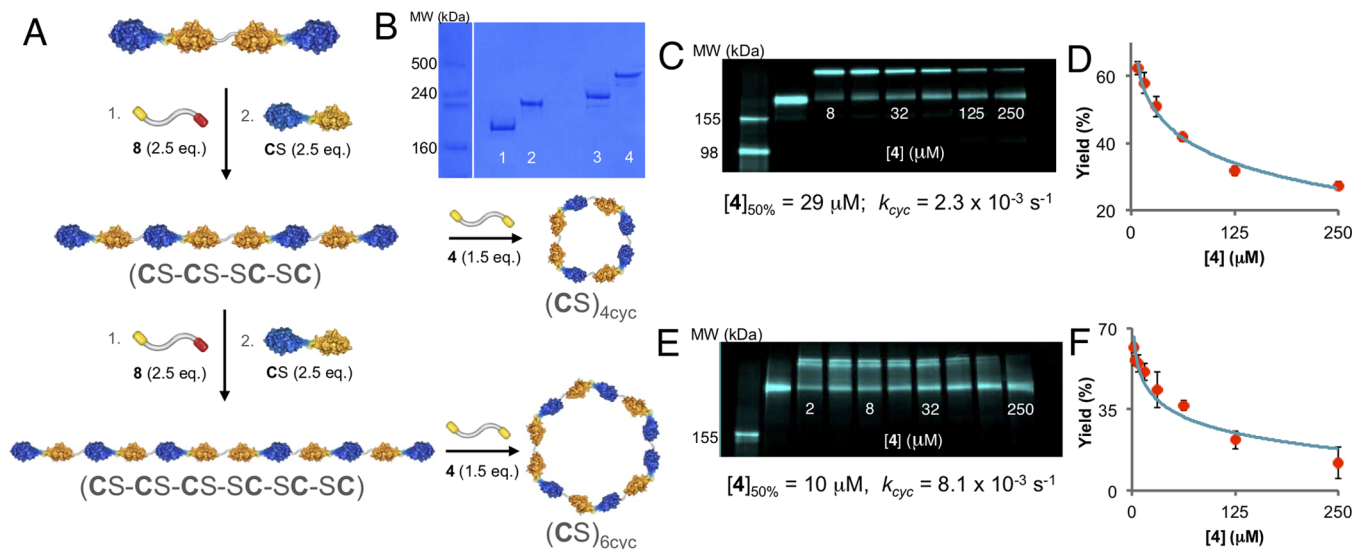 A
1.
8 (2.5 eq.)
2.
CS (2.5 eq.)
(CS-CS-SC-SC)
1.
8 (2.5 eq.)
2.
CS (2.5 eq.)
(CS-CS-CS-SC-SC-SC)
B
MW (kDa)
500
240
160
1 2 3 4
4 (1.5 eq.)
(CS)4cyc
4 (1.5 eq.)
(CS)6cyc
C
MW (kDa)
155
98
8 32 125 250
[4] (μM)
[4]50% = 29 μM; kcyc = 2.3 x 10-3 s-1
D
Yield (%)
60
40
20
0 125 250
[4] (μM)
E
MW (kDa)
155
2 8 32 250
[4] (μM)
[4]50% = 10 μM, kcyc = 8.1 x 10-3 s-1
F
Yield (%)
70
35
0
0 125 250
[4] (μM)